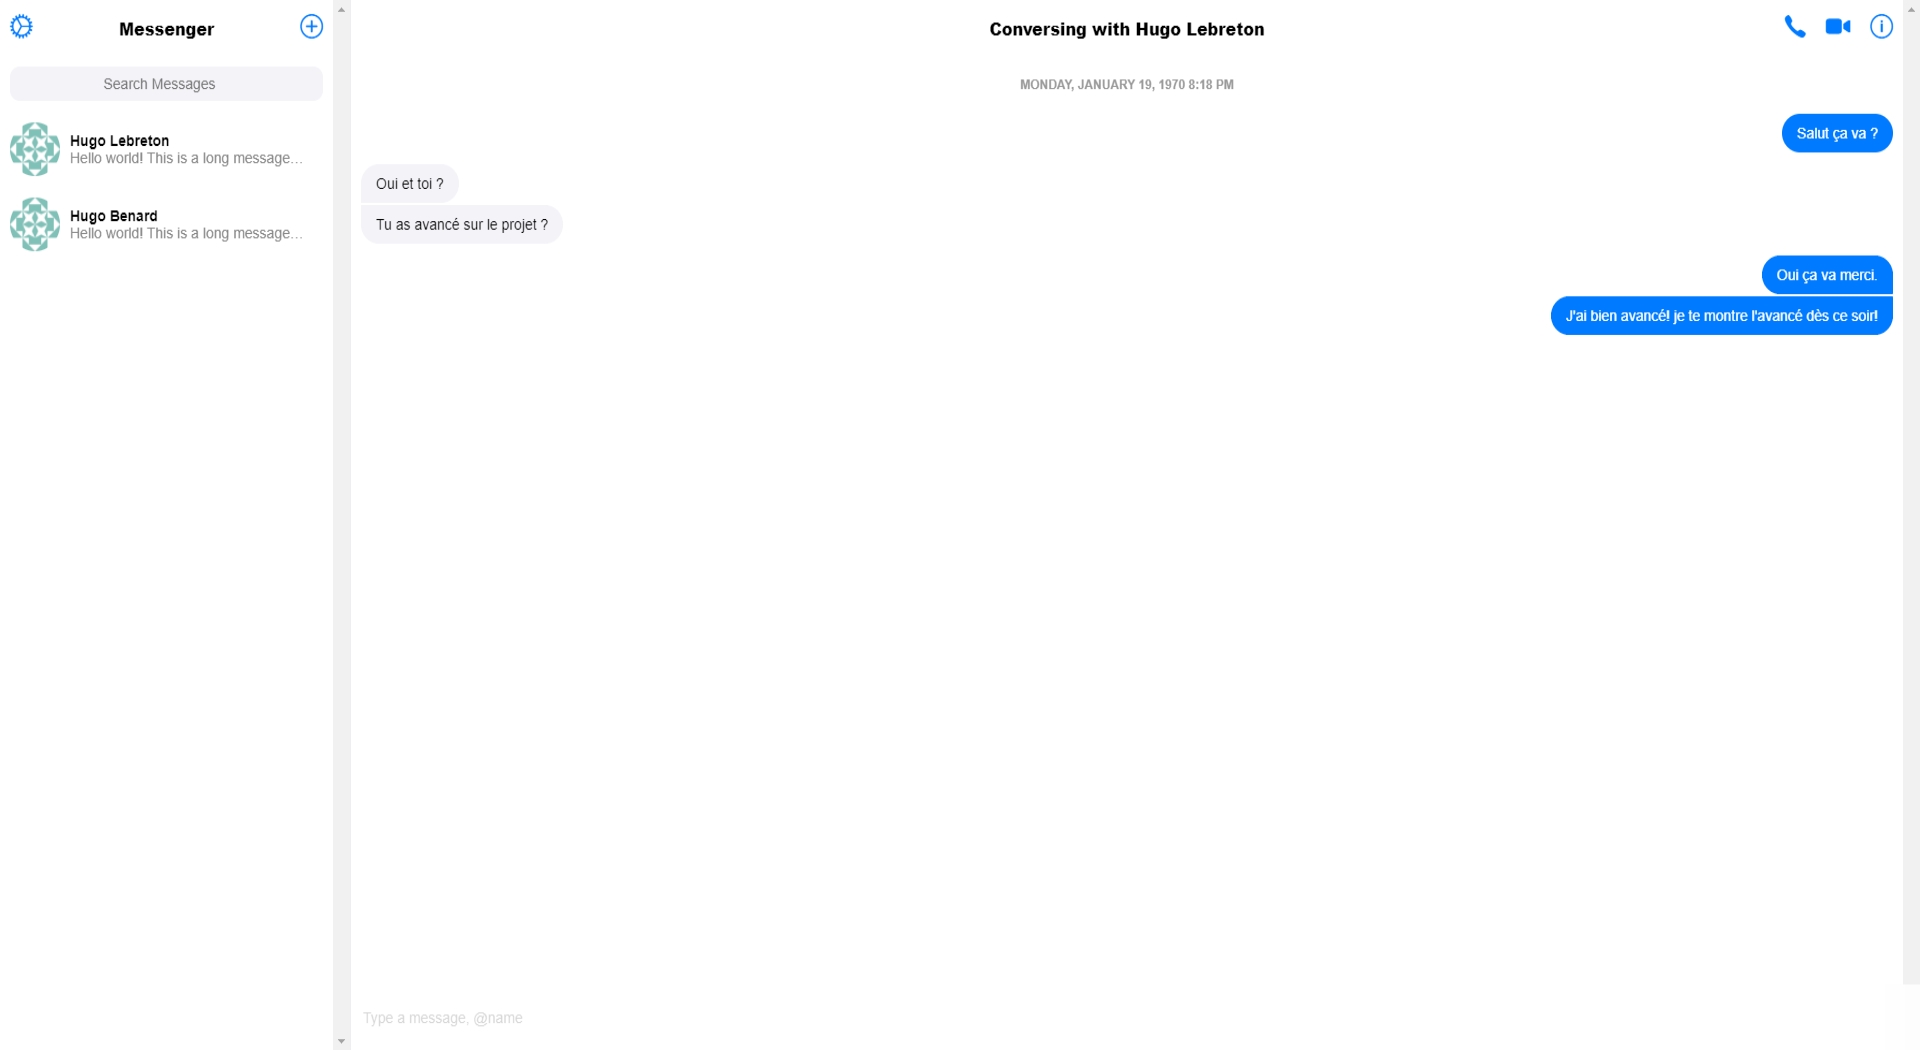 Messenger
Search Messages
Hugo Lebreton
Hello world! This is a long message...
Hugo Benard
Hello world! This is a long message...
Conversing with Hugo Lebreton
MONDAY, JANUARY 19, 1970 8:18 PM
Salut ça va ?
Oui et toi ?
Tu as avancé sur le projet ?
Oui ça va merci.
J'ai bien avancé! je te montre l'avancé dès ce soir!
Type a message, @name